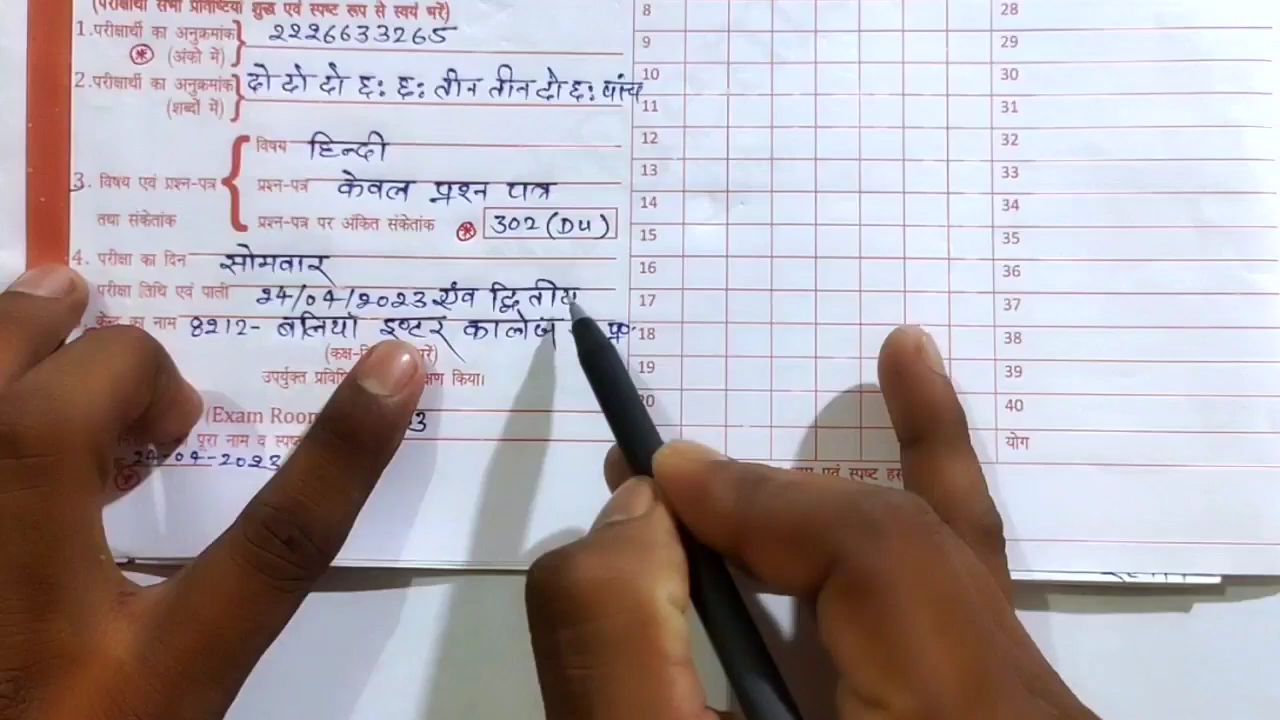 (परीक्षार्थी सभी प्रविष्टियां शुद्ध एवं स्पष्ट रूप से स्वयं भरें)
1.परीक्षार्थी का अनुक्रमांक 2226633265
(अंको में)
2.परीक्षार्थी का अनुक्रमांक दो दो दो छ: छ: तीन तीन दो छ: पांच
(शब्दों में)
विषय हिन्दी
3. विषय एवं प्रश्न-पत्र प्रश्न-पत्र केवल प्रश्न पत्र
तथा संकेतांक प्रश्न-पत्र पर अंकित संकेतांक 302 (DU)
4. परीक्षा का दिन सोमवार
परीक्षा तिथि एवं पाली 24/04/2023 एंव द्वितीय
केन्द्र का नाम 8212- बलियॉ इण्टर कालेज
उपर्युक्त
किया।
(Exam Room
3
पूरा नाम व
24-04-2023
8 28
9 29
10 30
11 31
12 32
13 33
14 34
15 35
16 36
17 37
18 38
19 39
40
योग
एवं स्पष्ट